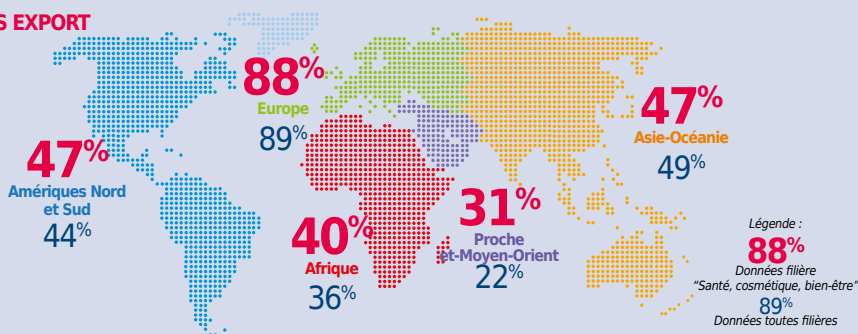 S EXPORT
88%
Europe
89%
47%
Amériques Nord
et Sud
44%
40%
Afrique
36%
31%
Proche
et-Moyen-Orient
22%
47%
Asie-Océanie
49%
Légende :
88%
Données filière
“Santé, cosmétique, bien-être”
89%
Données toutes filières